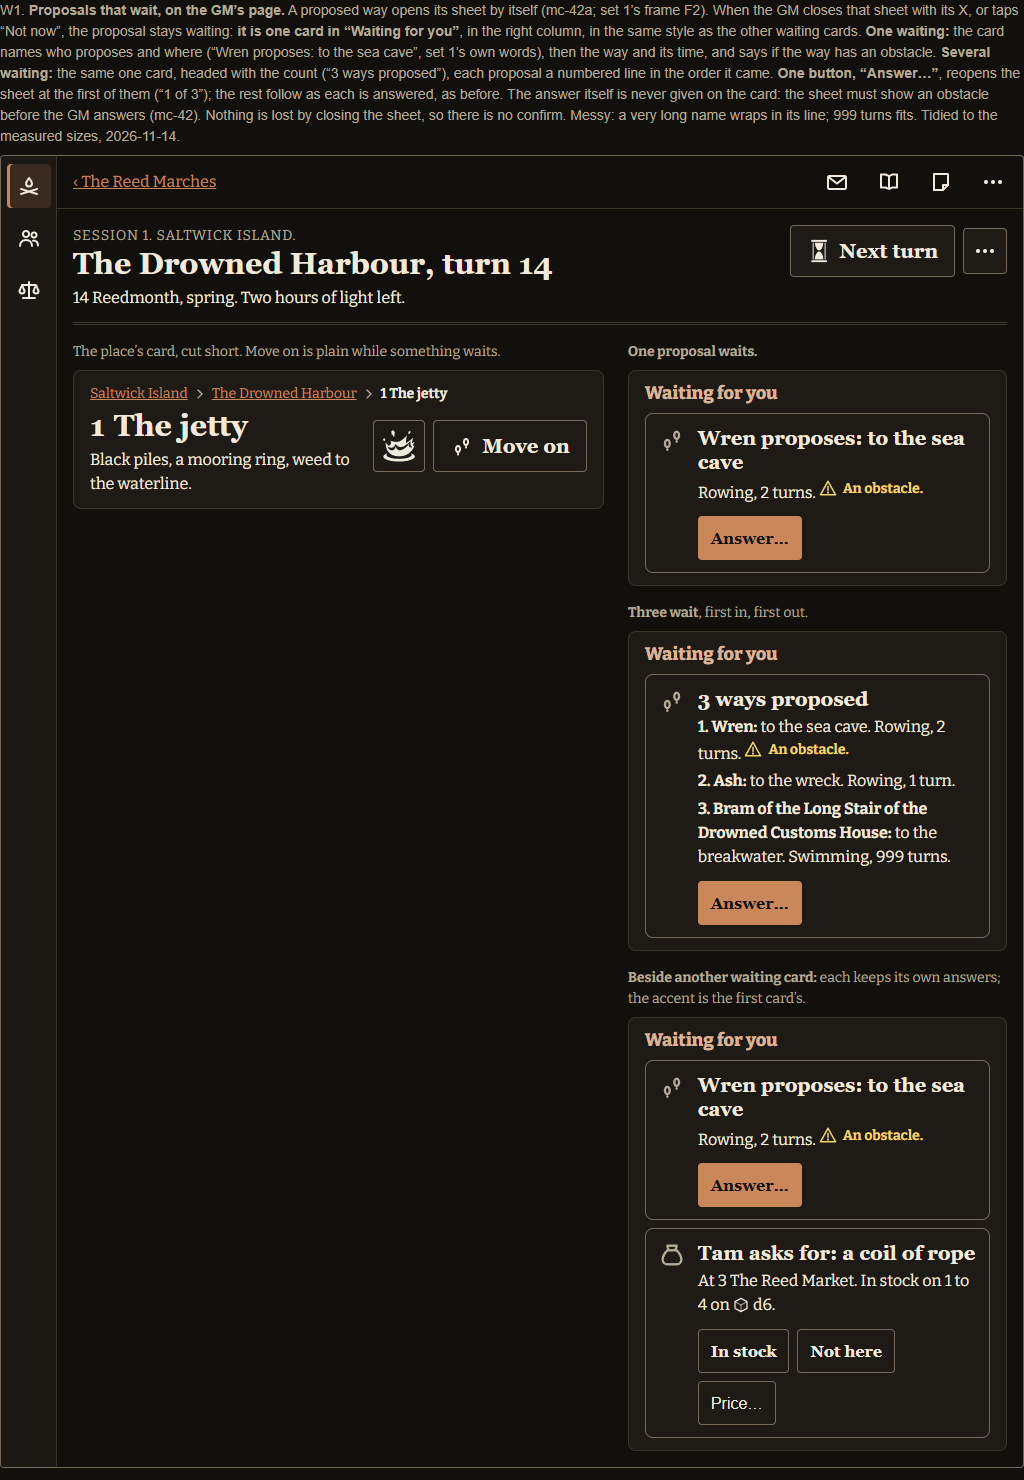 W1. Proposals that wait, on the GM’s page. A proposed way opens its sheet by itself (mc-42a; set 1’s frame F2). When the GM closes that sheet with its X, or taps
“Not now”, the proposal stays waiting: it is one card in “Waiting for you”, in the right column, in the same style as the other waiting cards. One waiting: the card
names who proposes and where (“Wren proposes: to the sea cave”, set 1’s own words), then the way and its time, and says if the way has an obstacle. Several
waiting: the same one card, headed with the count (“3 ways proposed”), each proposal a numbered line in the order it came. One button, “Answer…”, reopens the
sheet at the first of them (“1 of 3”); the rest follow as each is answered, as before. The answer itself is never given on the card: the sheet must show an obstacle
before the GM answers (mc-42). Nothing is lost by closing the sheet, so there is no confirm. Messy: a very long name wraps in its line; 999 turns fits. Tidied to the
measured sizes, 2026-11-14.
‹ The Reed Marches
SESSION 1. SALTWICK ISLAND.
The Drowned Harbour, turn 14
14 Reedmonth, spring. Two hours of light left.
Next turn
The place’s card, cut short. Move on is plain while something waits.
Saltwick Island > The Drowned Harbour > 1 The jetty
1 The jetty
Black piles, a mooring ring, weed to
the waterline.
Move on
One proposal waits.
Waiting for you
Wren proposes: to the sea
cave
Rowing, 2 turns. An obstacle.
Answer…
Three wait, first in, first out.
Waiting for you
3 ways proposed
1. Wren: to the sea cave. Rowing, 2
turns. An obstacle.
2. Ash: to the wreck. Rowing, 1 turn.
3. Bram of the Long Stair of the
Drowned Customs House: to the
breakwater. Swimming, 999 turns.
Answer…
Beside another waiting card: each keeps its own answers;
the accent is the first card’s.
Waiting for you
Wren proposes: to the sea
cave
Rowing, 2 turns. An obstacle.
Answer…
Tam asks for: a coil of rope
At 3 The Reed Market. In stock on 1 to
4 on d6.
In stock
Not here
Price…